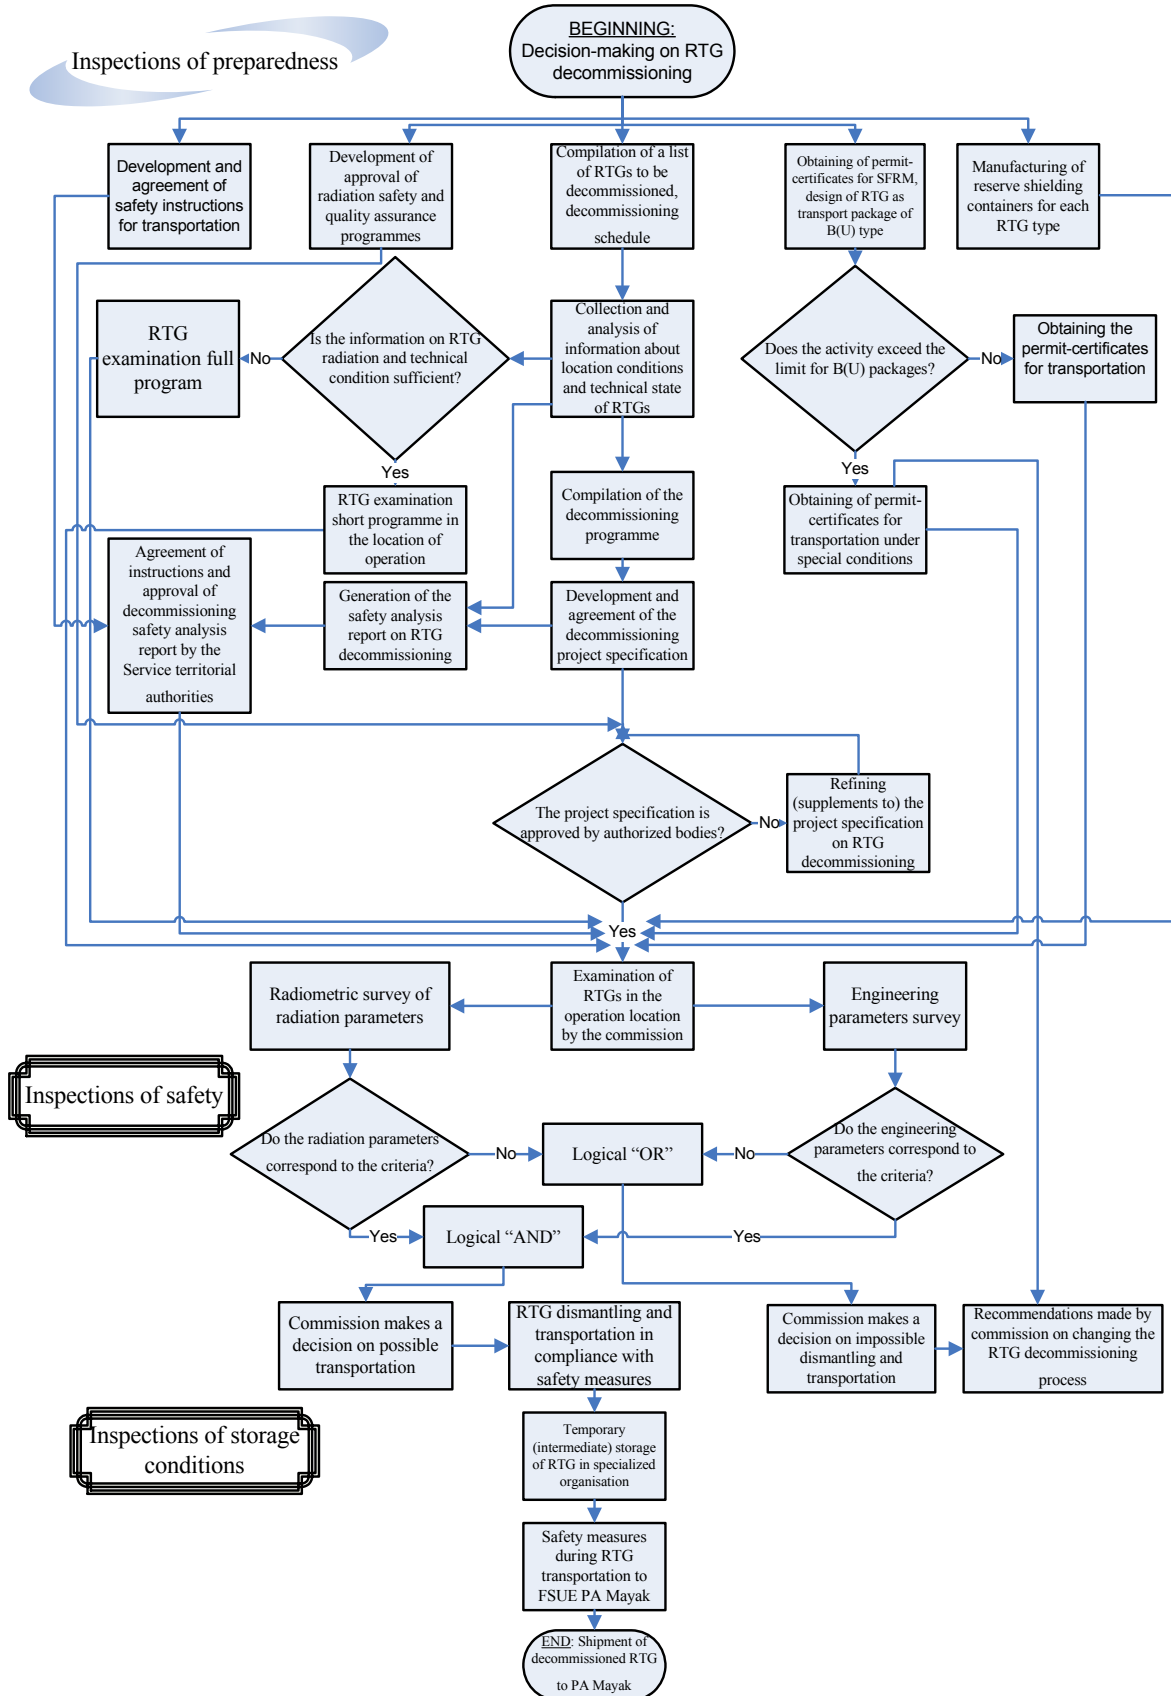 Inspections of preparedness
BEGINNING:
Decision-making on RTG
decommissioning
Development and
agreement of
safety instructions
for transportation
Development of
approval of
radiation safety and
quality assurance
programmes
Compilation of a list
of RTGs to be
decommissioned,
decommissioning
schedule
Obtaining of permit-
certificates for SFRM,
design of RTG as
transport package of
B(U) type
Manufacturing of
reserve shielding
containers for each
RTG type
RTG
examination full
program
No
Is the information on RTG
radiation and technical
condition sufficient?
Collection and
analysis of
information about
location conditions
and technical state
of RTGs
Does the activity exceed the
limit for B(U) packages?
No
Obtaining the
permit-certificates
for transportation
Yes
Yes
RTG examination
short programme in
the location of
operation
Compilation of the
decommissioning
programme
Obtaining of permit-
certificates for
transportation under
special conditions
Agreement of
instructions and
approval of
decommissioning
safety analysis
report by the
Service territorial
authorities
Generation of the
safety analysis
report on RTG
decommissioning
Development and
agreement of the
decommissioning
project specification
The project specification is
approved by authorized bodies?
No
Refining
(supplements to) the
project specification
on RTG
decommissioning
Yes
Radiometric survey of
radiation parameters
Examination of
RTGs in the
operation location
by the commission
Engineering
parameters survey
Inspections of safety
Do the radiation parameters
correspond to the criteria?
No
Logical “OR”
No
Do the engineering
parameters correspond to
the criteria?
Yes
Logical “AND”
Yes
Commission makes a
decision on possible
transportation
RTG dismantling and
transportation in
compliance with
safety measures
Commission makes a
decision on impossible
dismantling and
transportation
Recommendations made by
commission on changing the
RTG decommissioning
process
Inspections of storage
conditions
Temporary
(intermediate) storage
of RTG in specialized
organisation
Safety measures
during RTG
transportation to
FSUE PA Mayak
END: Shipment of
decommissioned RTG
to PA Mayak